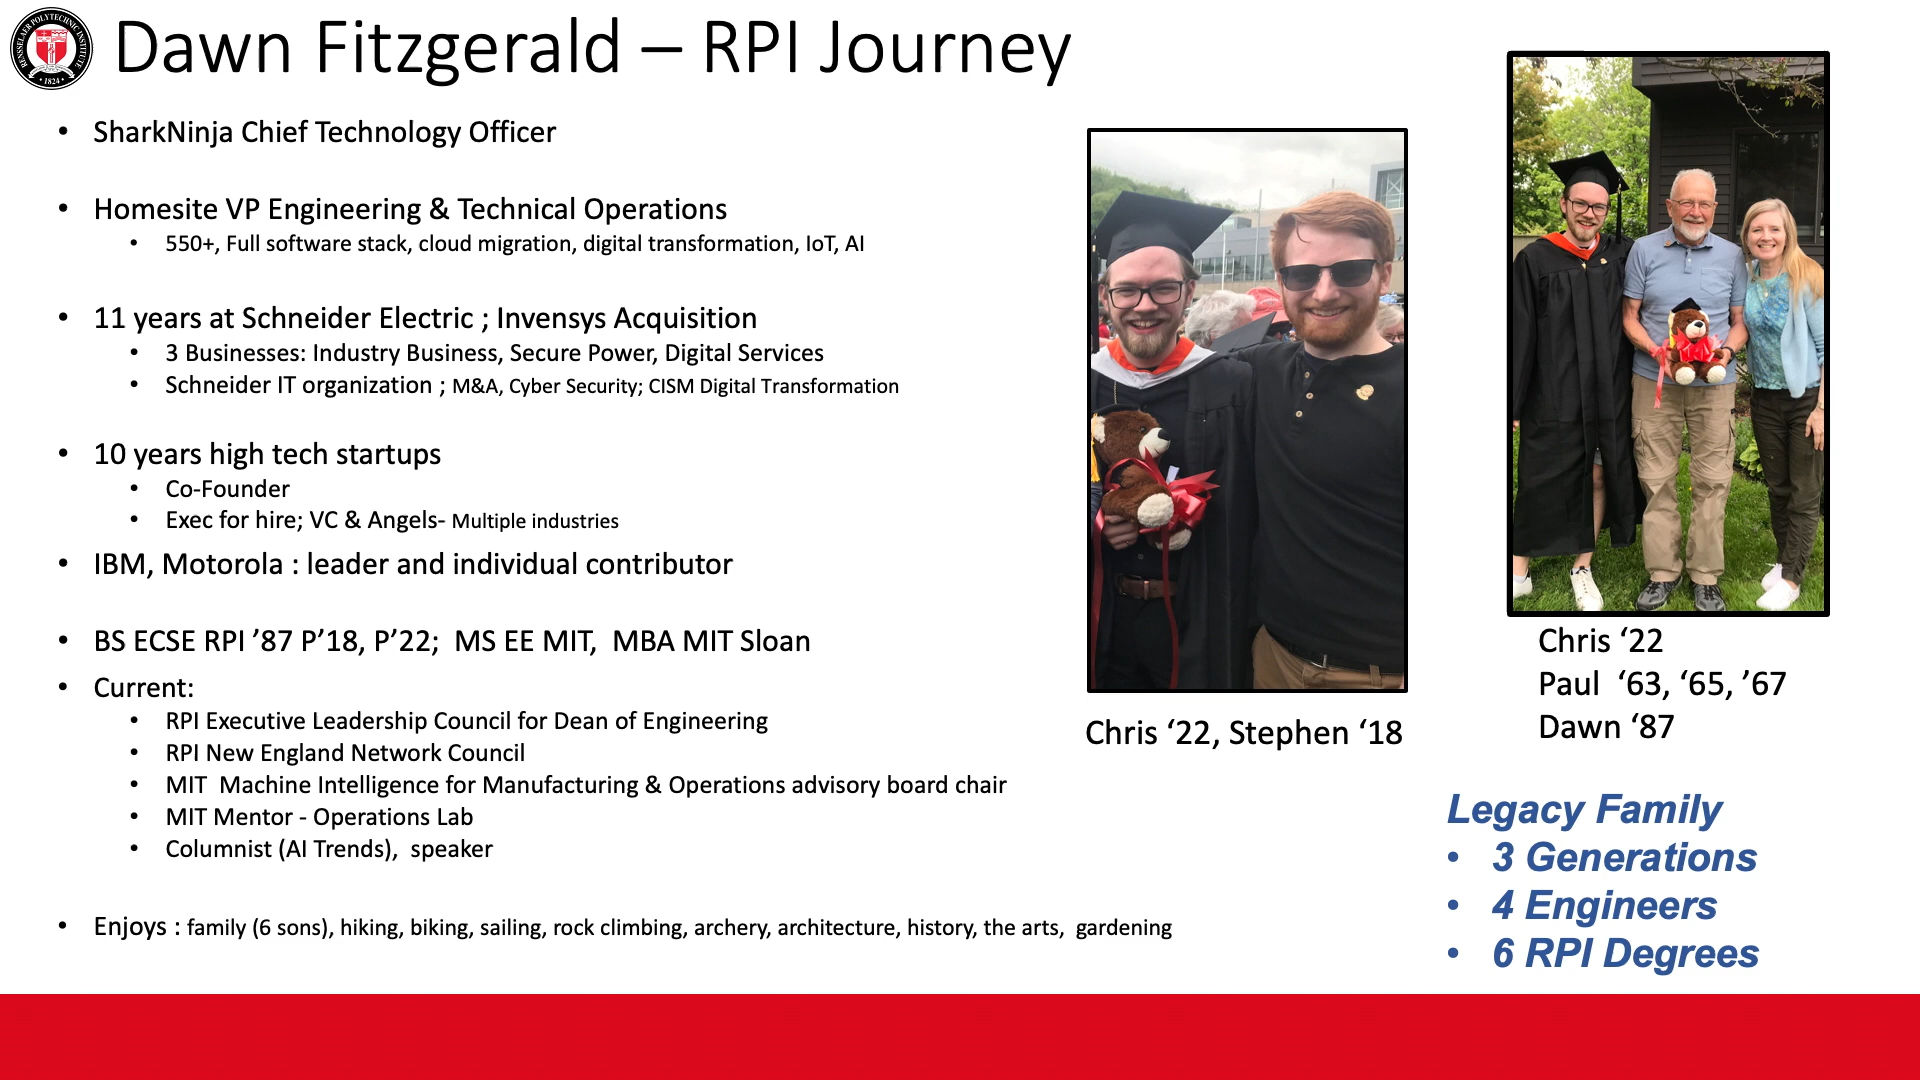 RENSSELAER POLYTECHNIC INSTITUTE
1824
Dawn Fitzgerald – RPI Journey
• SharkNinja Chief Technology Officer
• Homesite VP Engineering & Technical Operations
• 550+, Full software stack, cloud migration, digital transformation, IoT, AI
• 11 years at Schneider Electric ; Invensys Acquisition
• 3 Businesses: Industry Business, Secure Power, Digital Services
• Schneider IT organization ; M&A, Cyber Security; CISM Digital Transformation
• 10 years high tech startups
• Co-Founder
• Exec for hire; VC & Angels- Multiple industries
• IBM, Motorola : leader and individual contributor
• BS ECSE RPI ’87 P’18, P’22;  MS EE MIT,  MBA MIT Sloan
• Current:
• RPI Executive Leadership Council for Dean of Engineering
• RPI New England Network Council
• MIT  Machine Intelligence for Manufacturing & Operations advisory board chair
• MIT Mentor - Operations Lab
• Columnist (AI Trends),  speaker
• Enjoys : family (6 sons), hiking, biking, sailing, rock climbing, archery, architecture, history, the arts,  gardening
Chris ‘22, Stephen ‘18
Chris ‘22
Paul  ‘63, ‘65, ’67
Dawn ‘87
Legacy Family
• 3 Generations
• 4 Engineers
• 6 RPI Degrees